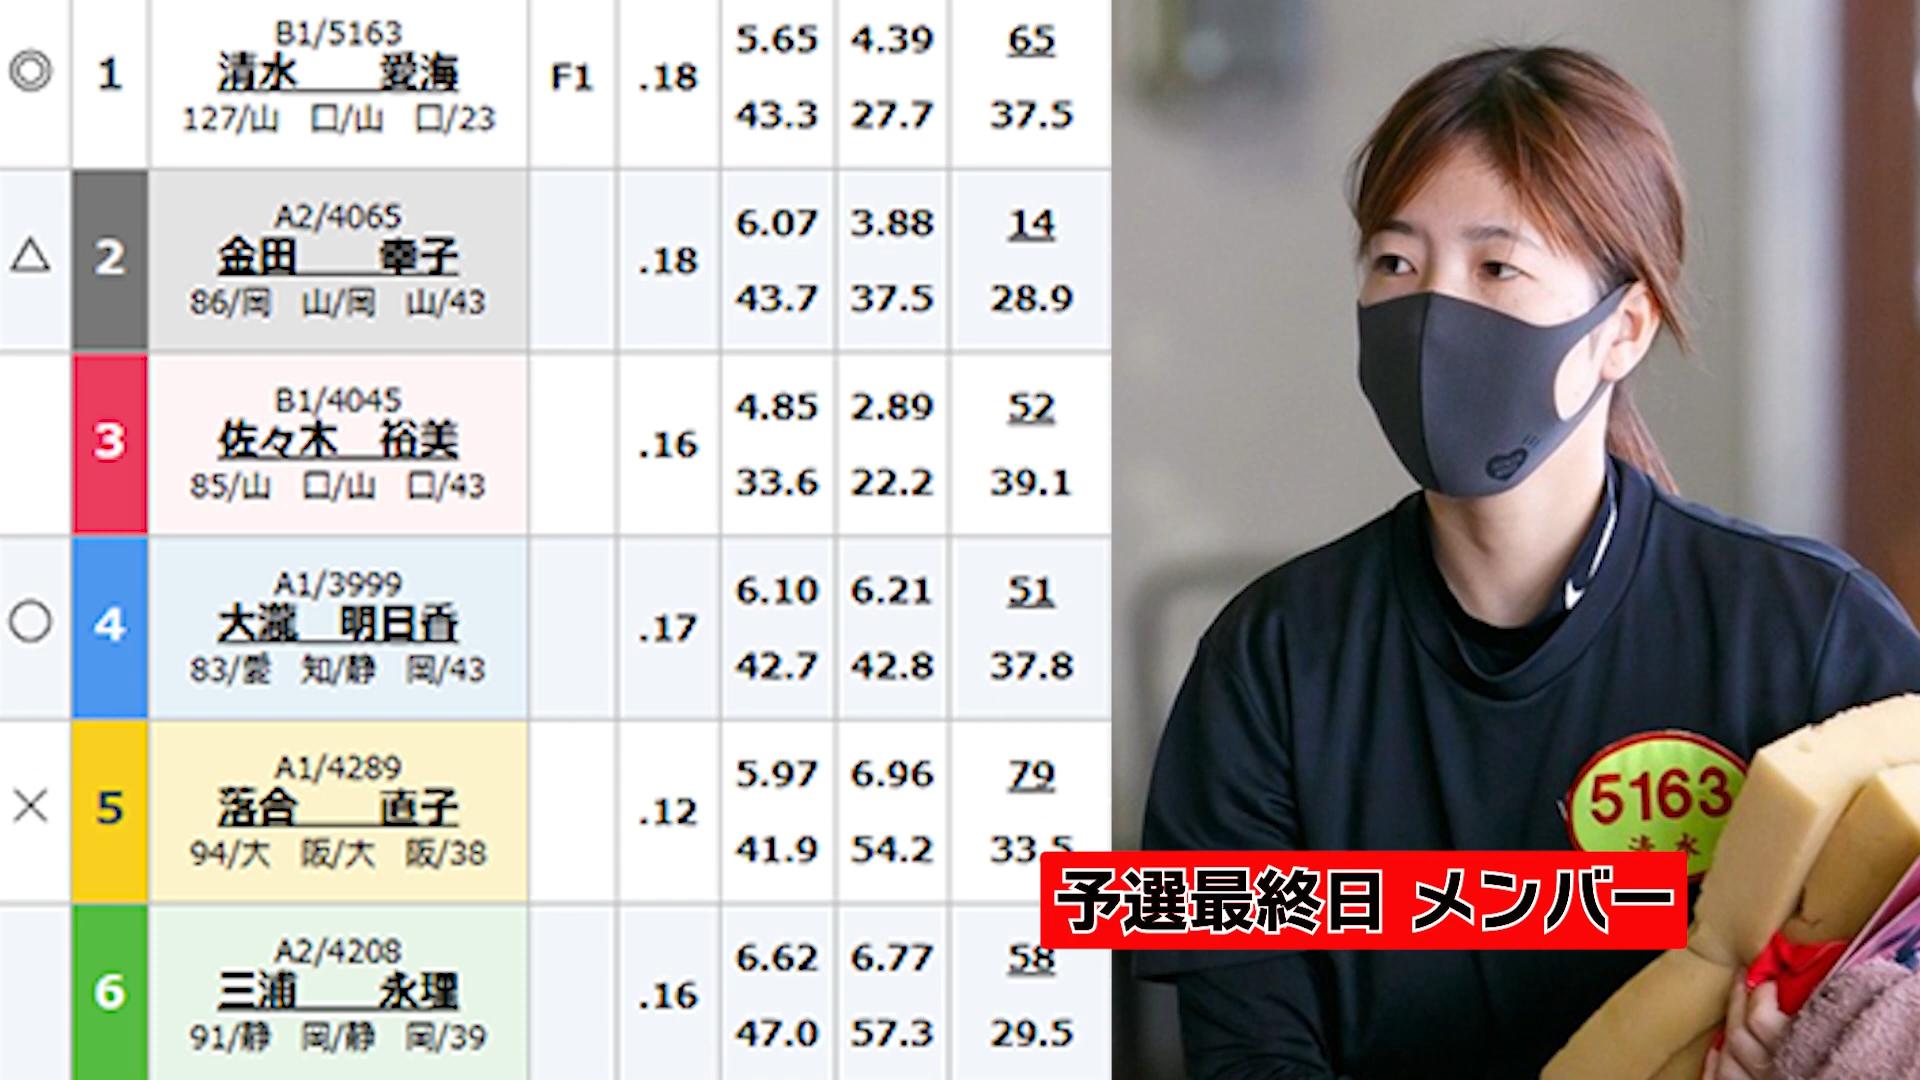 ◎ 1 B1/5163 F1 .18 5.65 4.39 65
清水 愛海
127/山 口/山 口/23 43.3 27.7 37.5
△ 2 A2/4065 .18 6.07 3.88 14
金田 幸子
86/岡 山/岡 山/43 43.7 37.5 28.9
3 B1/4045 .16 4.85 2.89 52
佐々木 裕美
85/山 口/山 口/43 33.6 22.2 39.1
○ 4 A1/3999 .17 6.10 6.21 51
大瀧 明日香
83/愛 知/静 岡/43 42.7 42.8 37.8
× 5 A1/4289 .12 5.97 6.96 79
落合 直子
94/大 阪/大 阪/38 41.9 54.2 33.5
6 A2/4208 .16 6.62 6.77 58
三浦 永理
91/静 岡/静 岡/39 47.0 57.3 29.5
5163
清水
予選最終日 メンバー